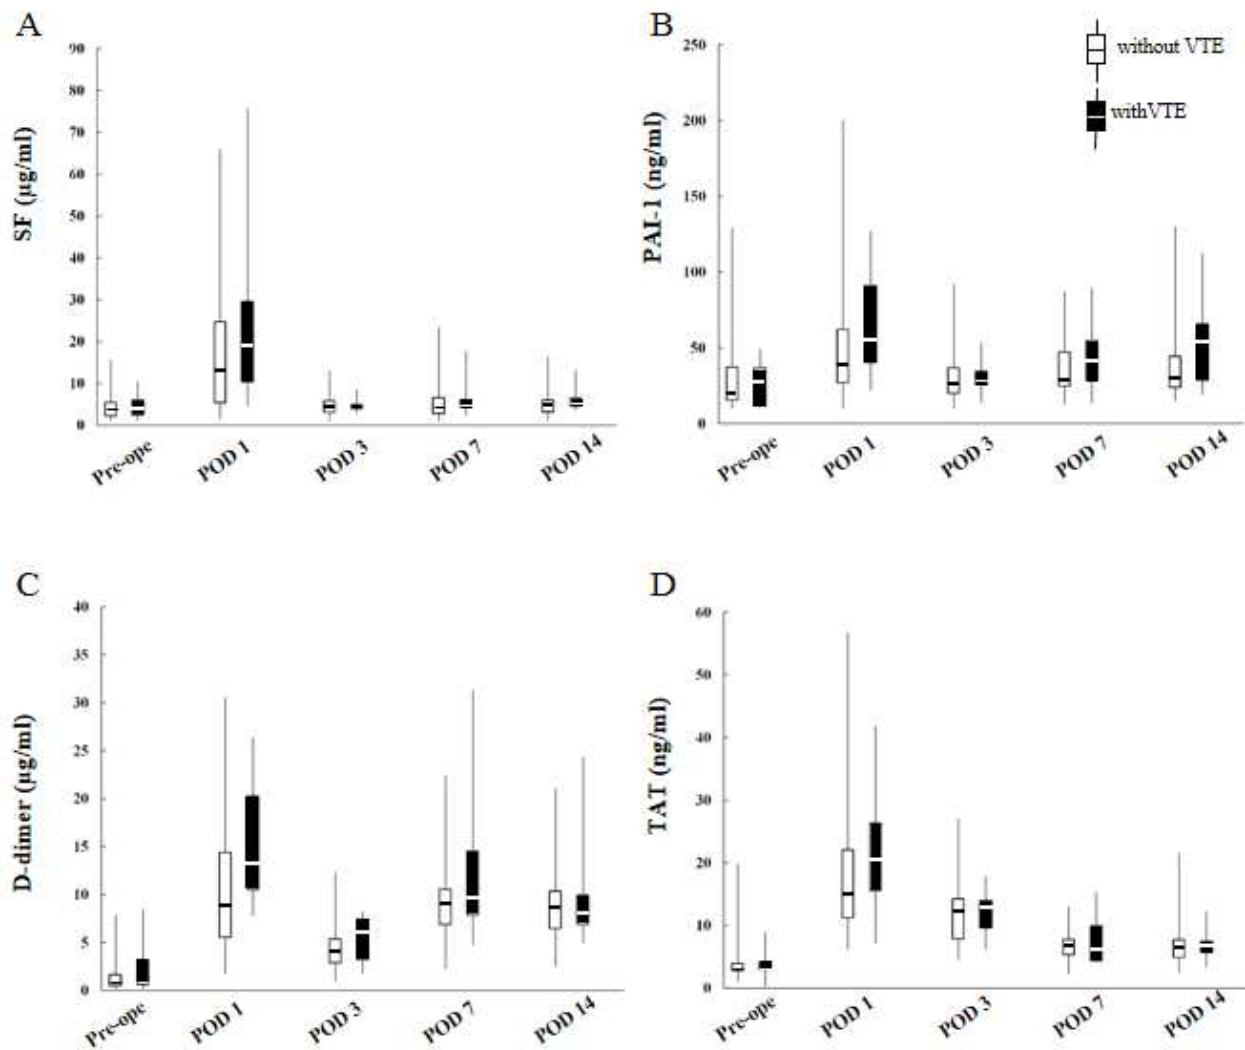 A
SF (μg/ml)
90
80
70
60
50
40
30
20
10
0
Pre-ope
POD 1
POD 3
POD 7
POD 14
B
PAI-1 (ng/ml)
250
200
150
100
50
0
Pre-ope
POD 1
POD 3
POD 7
POD 14
without VTE
withVTE
C
D-dimer (μg/ml)
40
35
30
25
20
15
10
5
0
Pre-ope
POD 1
POD 3
POD 7
POD 14
D
TAT (ng/ml)
60
50
40
30
20
10
0
Pre-ope
POD 1
POD 3
POD 7
POD 14